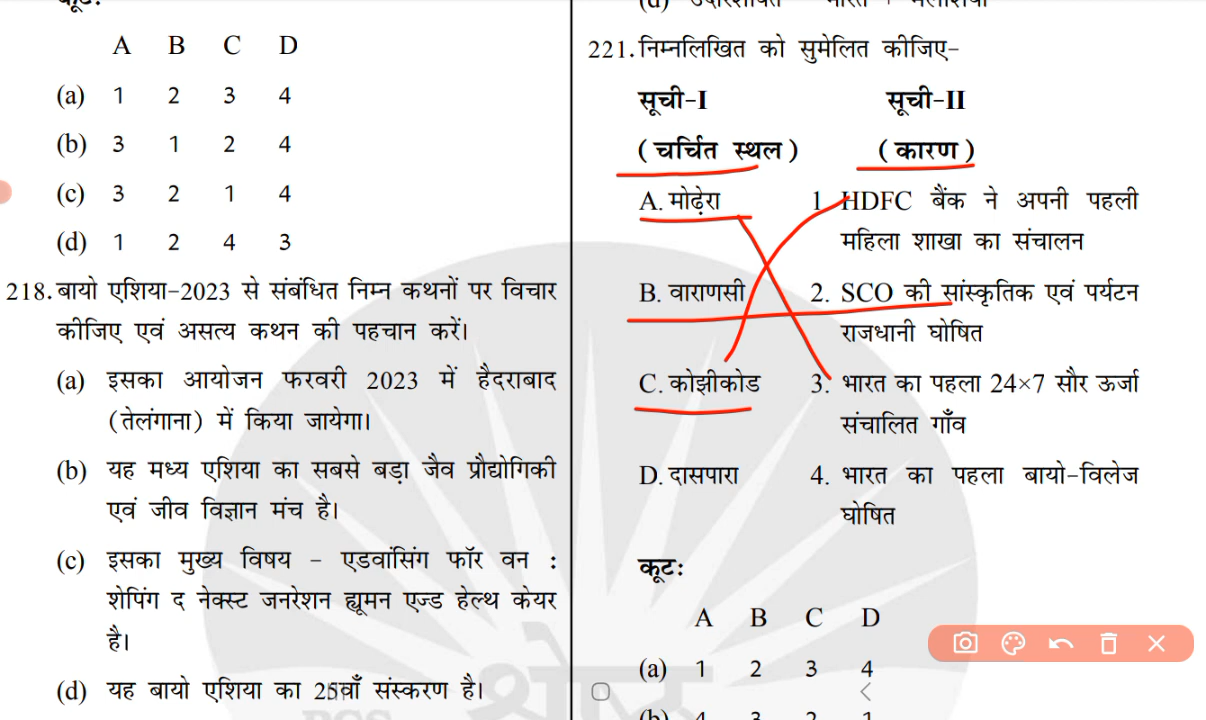 कूटः
A B C D
(a) 1 2 3 4
(b) 3 1 2 4
(c) 3 2 1 4
(d) 1 2 4 3
218. बायो एशिया-2023 से संबंधित निम्न कथनों पर विचार
कीजिए एवं असत्य कथन की पहचान करें।
(a) इसका आयोजन फरवरी 2023 में हैदराबाद
(तेलंगाना) में किया जायेगा।
(b) यह मध्य एशिया का सबसे बड़ा जैव प्रौद्योगिकी
एवं जीव विज्ञान मंच है।
(c) इसका मुख्य विषय - एडवांसिंग फॉर वन :
शेपिंग द नेक्स्ट जनरेशन ह्यूमन एज्ड हेल्थ केयर
है।
(d) यह बायो एशिया का 25वाँ संस्करण है।
221. निम्नलिखित को सुमेलित कीजिए-
सूची-I सूची-II
(चर्चित स्थल) (कारण)
A. मोढ़ेरा 1. HDFC बैंक ने अपनी पहली
महिला शाखा का संचालन
B. वाराणसी 2. SCO की सांस्कृतिक एवं पर्यटन
राजधानी घोषित
C. कोझीकोड 3. भारत का पहला 24×7 सौर ऊर्जा
संचालित गाँव
D. दासपारा 4. भारत का पहला बायो-विलेज
घोषित
कूटः
A B C D
(a) 1 2 3 4